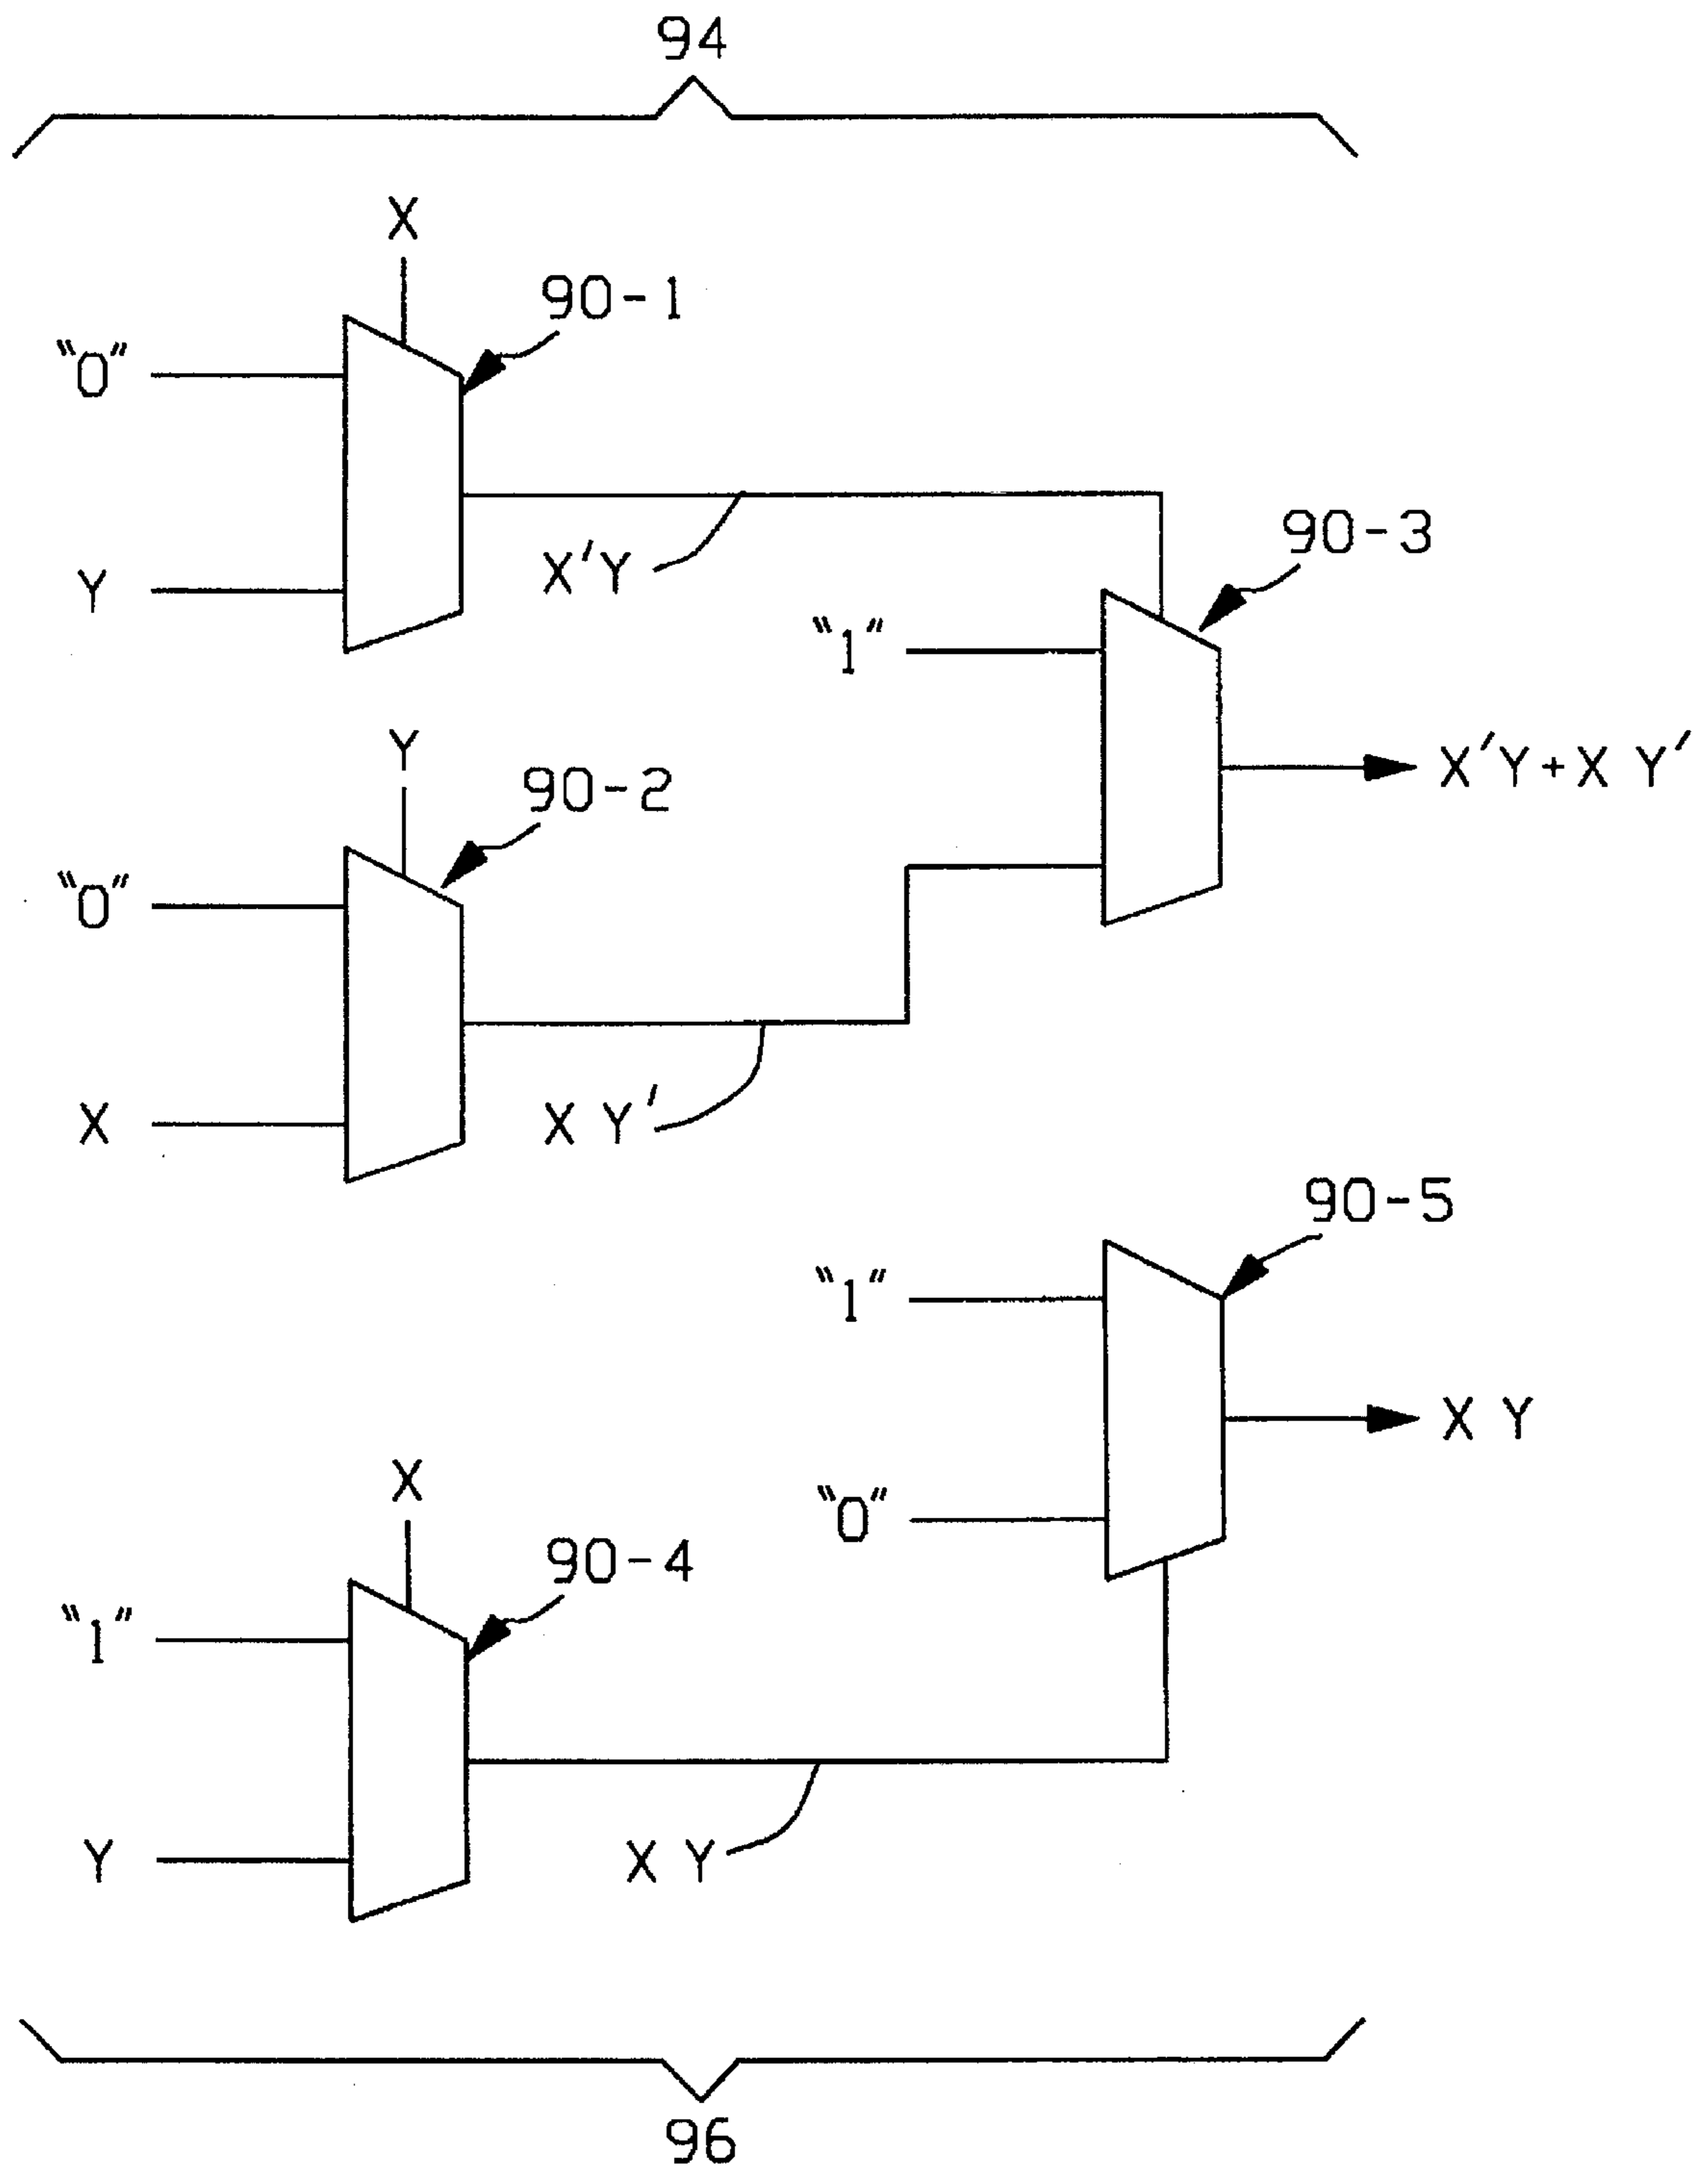 94
X
90-1
"0"
Y
X'Y
90-3
"1"
X'Y+X Y'
Y
90-2
"0"
X
X Y'
90-5
"1"
X Y
"0"
X
90-4
"1"
Y
X Y
96